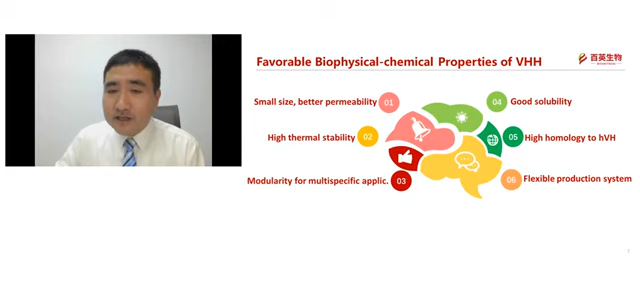 Favorable Biophysical-chemical Properties of VHH
百英生物
Small size, better permeability 01
04 Good solubility
High thermal stability 02
05 High homology to hVH
Modularity for multispecific applic. 03
06 Flexible production system
7